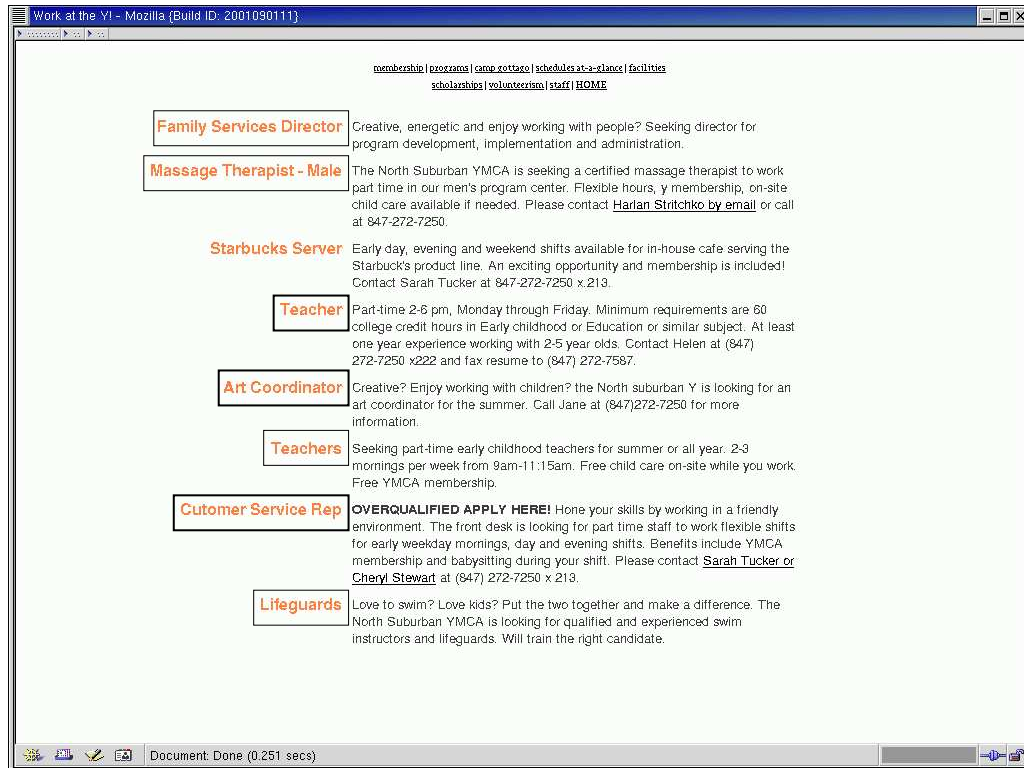 Work at the Y! - Mozilla {Build ID: 2001090111}
membership | programs | camp gottago | schedules at-a-glance | facilities
scholarships | volunteerism | staff | HOME
Family Services Director
Creative, energetic and enjoy working with people? Seeking director for
program development, implementation and administration.
Massage Therapist - Male
The North Suburban YMCA is seeking a certified massage therapist to work
part time in our men's program center. Flexible hours, y membership, on-site
child care available if needed. Please contact Harlan Stritchko by email or call
at 847-272-7250.
Starbucks Server
Early day, evening and weekend shifts available for in-house cafe serving the
Starbuck's product line. An exciting opportunity and membership is included!
Contact Sarah Tucker at 847-272-7250 x.213.
Teacher
Part-time 2-6 pm, Monday through Friday. Minimum requirements are 60
college credit hours in Early childhood or Education or similar subject. At least
one year experience working with 2-5 year olds. Contact Helen at (847)
272-7250 x222 and fax resume to (847) 272-7587.
Art Coordinator
Creative? Enjoy working with children? the North suburban Y is looking for an
art coordinator for the summer. Call Jane at (847)272-7250 for more
information.
Teachers
Seeking part-time early childhood teachers for summer or all year. 2-3
mornings per week from 9am-11:15am. Free child care on-site while you work.
Free YMCA membership.
Cutomer Service Rep
OVERQUALIFIED APPLY HERE! Hone your skills by working in a friendly
environment. The front desk is looking for part time staff to work flexible shifts
for early weekday mornings, day and evening shifts. Benefits include YMCA
membership and babysitting during your shift. Please contact Sarah Tucker or
Cheryl Stewart at (847) 272-7250 x 213.
Lifeguards
Love to swim? Love kids? Put the two together and make a difference. The
North Suburban YMCA is looking for qualified and experienced swim
instructors and lifeguards. Will train the right candidate.
Document: Done (0.251 secs)